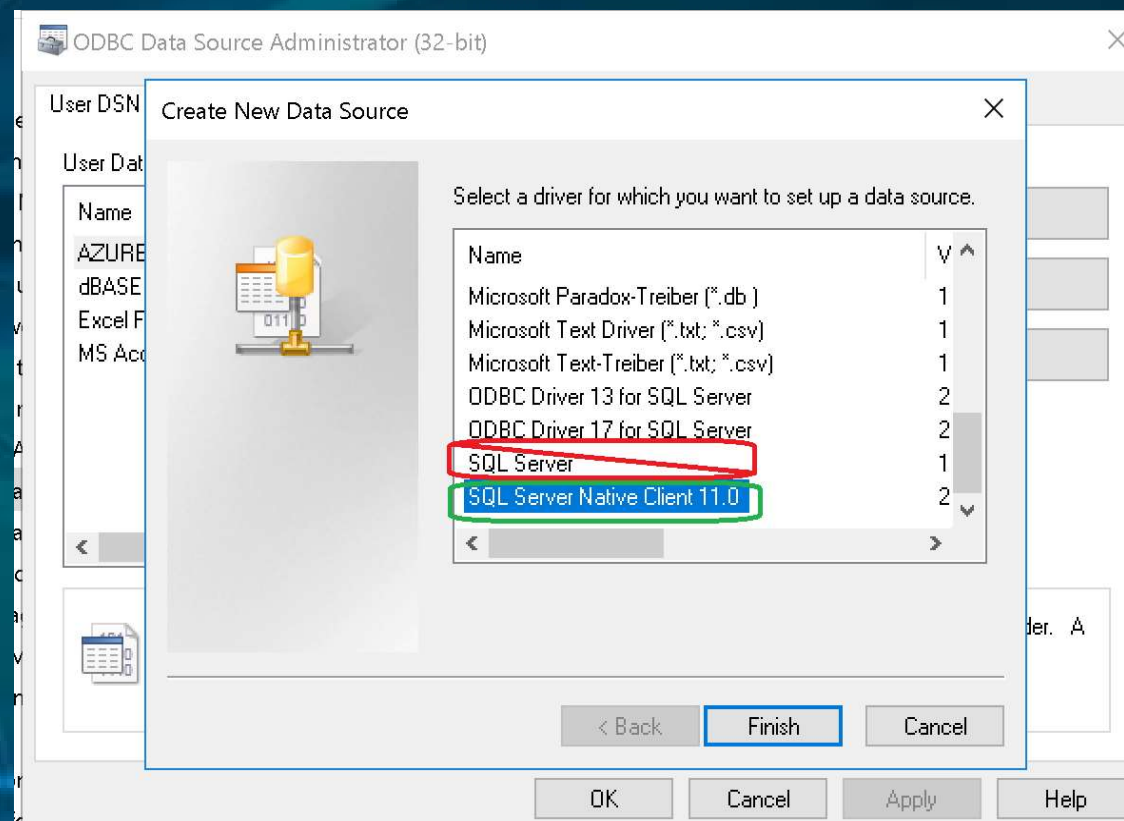 ODBC Data Source Administrator (32-bit)
User DSN
Create New Data Source
User Dat
Select a driver for which you want to set up a data source.
Name
AZURE
dBASE
Excel F
MS Acc
Name V
Microsoft Paradox-Treiber (*.db ) 1
Microsoft Text Driver (*.txt; *.csv) 1
Microsoft Text-Treiber (*.txt; *.csv) 1
ODBC Driver 13 for SQL Server 2
ODBC Driver 17 for SQL Server 2
SQL Server 1
SQL Server Native Client 11.0 2
der. A
< Back Finish Cancel
OK Cancel Apply Help